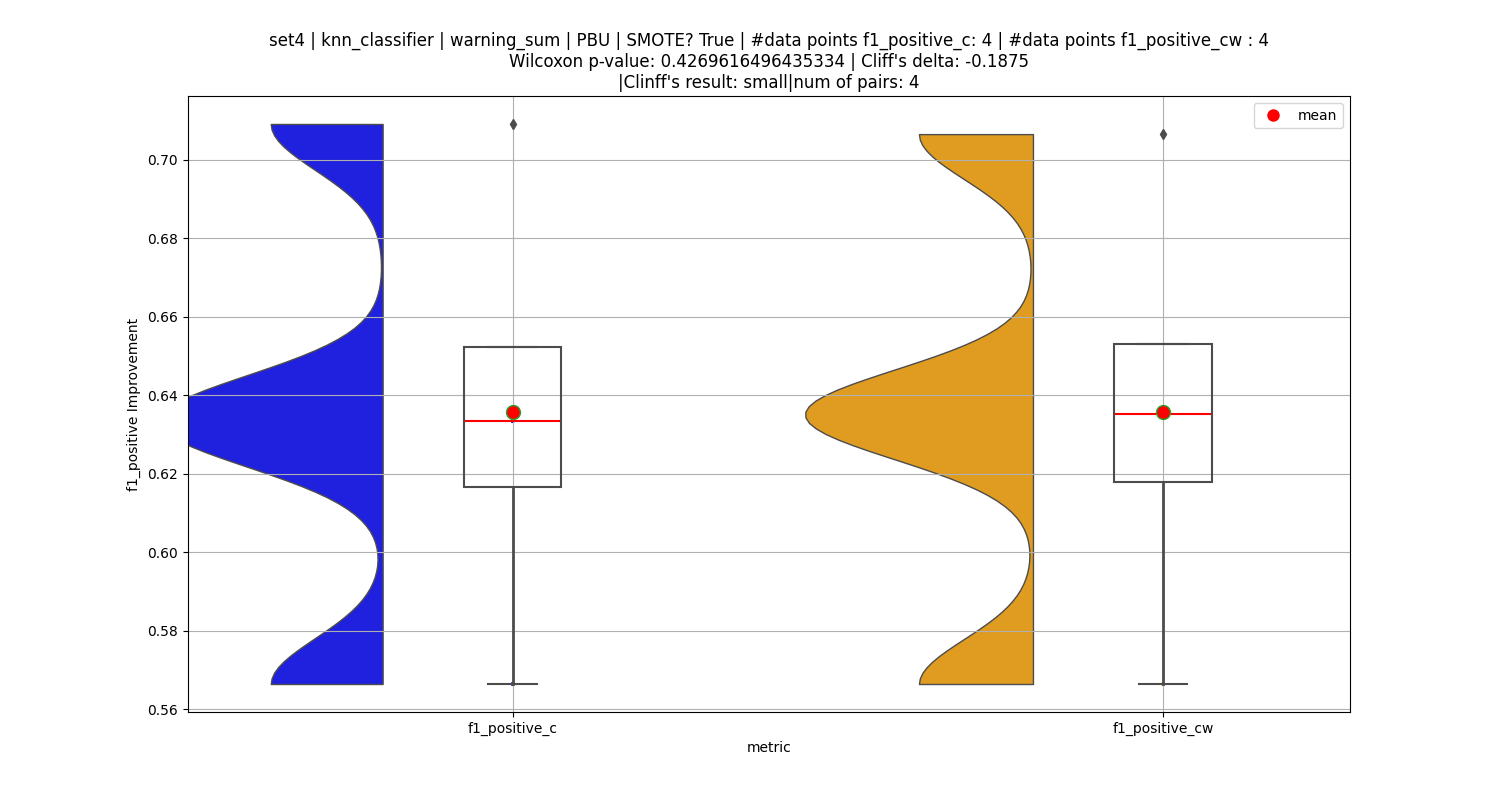 set4 | knn_classifier | warning_sum | PBU | SMOTE? True | #data points f1_positive_c: 4 | #data points f1_positive_cw : 4
Wilcoxon p-value: 0.4269616496435334 | Cliff's delta: -0.1875
|Clinff's result: small|num of pairs: 4
mean
0.70
0.68
0.66
0.64
0.62
0.60
0.58
0.56
f1_positive Improvement
f1_positive_c
f1_positive_cw
metric